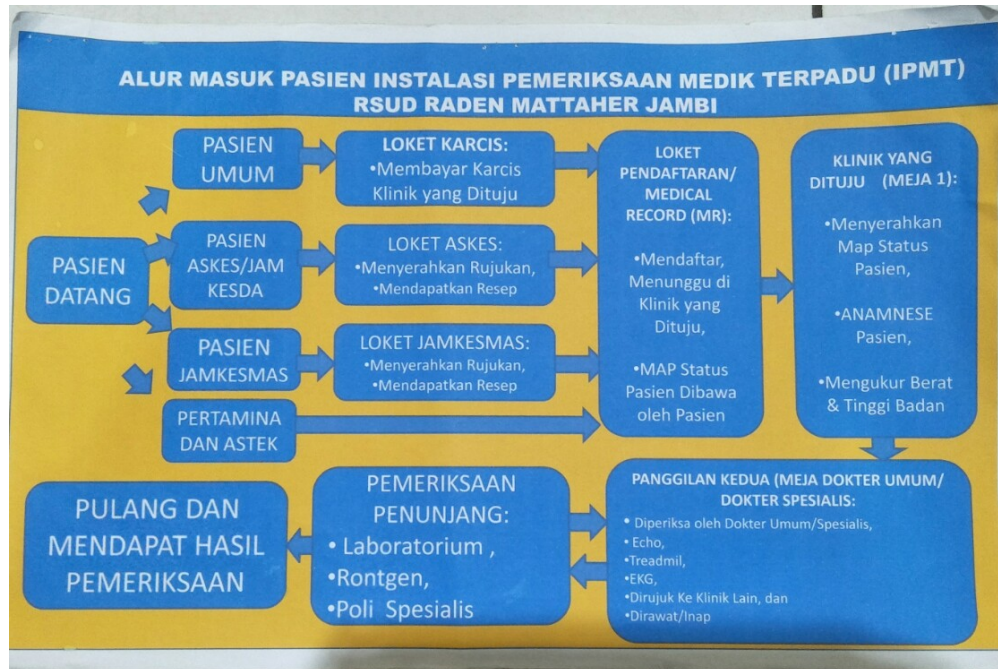 ALUR MASUK PASIEN INSTALASI PEMERIKSAAN MEDIK TERPADU (IPMT)
RSUD RADEN MATTAHER JAMBI
PASIEN
DATANG
PASIEN
UMUM
LOKET KARCIS:
•Membayar Karcis
Klinik yang Dituju
PASIEN
ASKES/JAM
KESDA
LOKET ASKES:
•Menyerahkan Rujukan,
•Mendapatkan Resep
PASIEN
JAMKESMAS
LOKET JAMKESMAS:
•Menyerahkan Rujukan,
•Mendapatkan Resep
PERTAMINA
DAN ASTEK
LOKET
PENDAFTARAN/
MEDICAL
RECORD (MR):
•Mendaftar,
Menunggu di
Klinik yang
Dituju,
•MAP Status
Pasien Dibawa
oleh Pasien
KLINIK YANG
DITUJU (MEJA 1):
•Menyerahkan
Map Status
Pasien,
•ANAMNESE
Pasien,
•Mengukur Berat
& Tinggi Badan
PANGGILAN KEDUA (MEJA DOKTER UMUM/
DOKTER SPESIALIS:
• Diperiksa oleh Dokter Umum/Spesialis,
• Echo,
•Treadmil,
•EKG,
•Dirujuk Ke Klinik Lain, dan
•Dirawat/Inap
PEMERIKSAAN
PENUNJANG:
• Laboratorium ,
•Rontgen,
•Poli Spesialis
PULANG DAN
MENDAPAT HASIL
PEMERIKSAAN